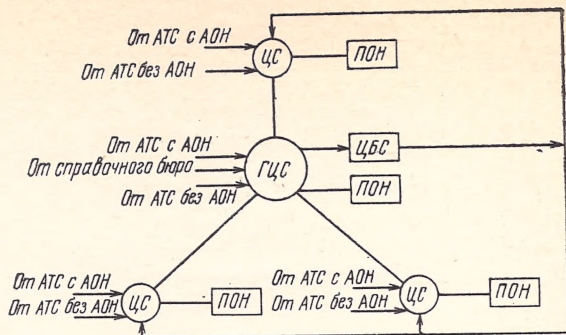 От АТС с АОН
От АТС без АОН
ЦС
ПОН
От АТС с АОН
От справочного бюро
От АТС без АОН
ГЦС
ЦБС
ПОН
От АТС с АОН
От АТС без АОН
ЦС
ПОН
От АТС с АОН
От АТС без АОН
ЦС
ПОН